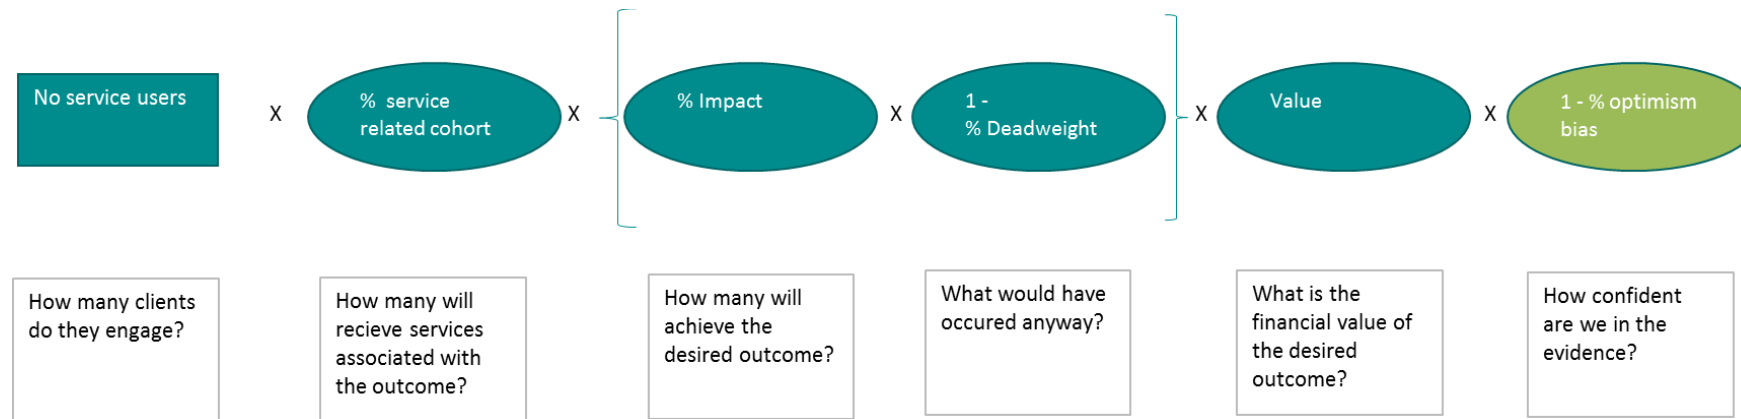 No service users
X
% service
related cohort
X
% Impact
X
1 -
% Deadweight
X
Value
X
1 - % optimism
bias
How many clients
do they engage?
How many will
recieve services
associated with
the outcome?
How many will
achieve the
desired outcome?
What would have
occured anyway?
What is the
financial value of
the desired
outcome?
How confident
are we in the
evidence?